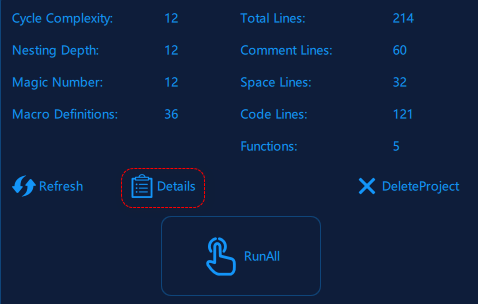 Cycle Complexity: 12 Total Lines: 214
Nesting Depth: 12 Comment Lines: 60
Magic Number: 12 Space Lines: 32
Macro Definitions: 36 Code Lines: 121
Functions: 5
Refresh Details DeleteProject
RunAll